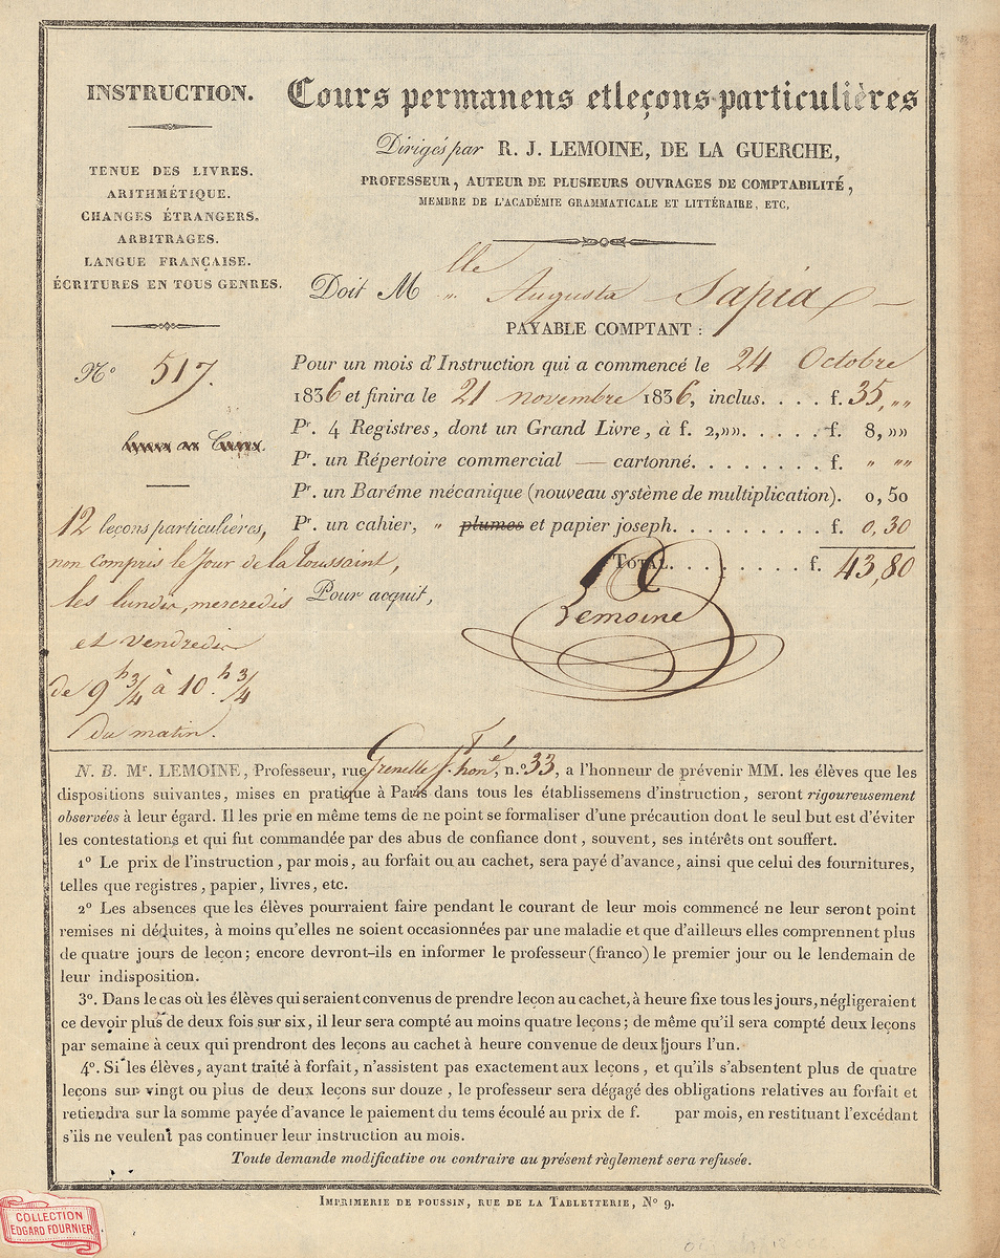 INSTRUCTION.
TENUE DES LIVRES.
ARITHMÉTIQUE.
CHANGES ÉTRANGERS.
ARBITRAGES.
LANGUE FRANÇAISE.
ÉCRITURES EN TOUS GENRES.
N° 517.
12 leçons particulières,
non compris le Jour de la Toussaint,
les lundis, mercredis
et vendredis
de 9 h 3/4 à 10 h 3/4
du matin.
Cours permanens et leçons particulières
Dirigés par R. J. LEMOINE, DE LA GUERCHE,
PROFESSEUR, AUTEUR DE PLUSIEURS OUVRAGES DE COMPTABILITÉ,
MEMBRE DE L'ACADÉMIE GRAMMATICALE ET LITTÉRAIRE, ETC,
Doit M lle " Augusta Sapia
PAYABLE COMPTANT :
Pour un mois d'Instruction qui a commencé le 24 Octobre
1836 et finira le 21 novembre 1836, inclus. . . . f. 35, " "
Pr. 4 Registres, dont un Grand Livre, à f. 2,»». . . . . . f. 8, »»
Pr. un Répertoire commercial — cartonné. . . . . . . . f. " " "
Pr. un Barême mécanique (nouveau système de multiplication). 0, 50
Pr. un cahier, " plumes et papier joseph. . . . . . . . . . f. 0, 30
TOTAL. . . . . . . . f. 43,80
Pour acquit,
Lemoine
N. B. Mr. LEMOINE, Professeur, rue Grenelle St. honé, n.° 33, a l'honneur de prévenir MM. les élèves que les
dispositions suivantes, mises en pratique à Paris dans tous les établissemens d'instruction, seront rigoureusement
observées à leur égard. Il les prie en même tems de ne point se formaliser d'une précaution dont le seul but est d'éviter
les contestations et qui fut commandée par des abus de confiance dont, souvent, ses intérêts ont souffert.
1° Le prix de l'instruction, par mois, au forfait ou au cachet, sera payé d'avance, ainsi que celui des fournitures,
telles que registres, papier, livres, etc.
2° Les absences que les élèves pourraient faire pendant le courant de leur mois commencé ne leur seront point
remises ni déduites, à moins qu'elles ne soient occasionnées par une maladie et que d'ailleurs elles comprennent plus
de quatre jours de leçon; encore devront-ils en informer le professeur (franco) le premier jour ou le lendemain de
leur indisposition.
3°. Dans le cas où les élèves qui seraient convenus de prendre leçon au cachet, à heure fixe tous les jours, négligeraient
ce devoir plus de deux fois sur six, il leur sera compté au moins quatre leçons; de même qu'il sera compté deux leçons
par semaine à ceux qui prendront des leçons au cachet à heure convenue de deux jours l'un.
4°. Si les élèves, ayant traité à forfait, n'assistent pas exactement aux leçons, et qu'ils s'absentent plus de quatre
leçons sur vingt ou plus de deux leçons sur douze, le professeur sera dégagé des obligations relatives au forfait et
retiendra sur la somme payée d'avance le paiement du tems écoulé au prix de f. par mois, en restituant l'excédant
s'ils ne veulent pas continuer leur instruction au mois.
Toute demande modificative ou contraire au présent règlement sera refusée.
IMPRIMERIE DE POUSSIN, RUE DE LA TABLETTERIE, N° 9.
COLLECTION
EDGARD FOURNIER